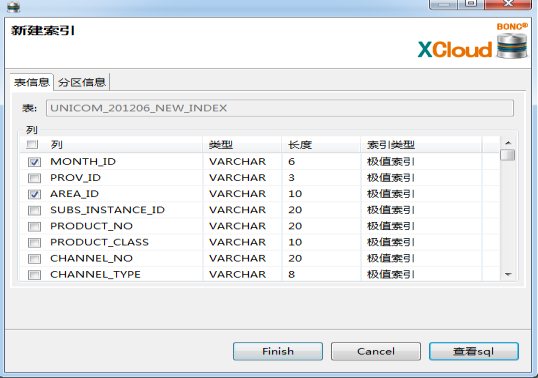 新建索引
BONC®
XCloud
表信息 分区信息
表: UNICOM_201206_NEW_INDEX
列
列 类型 长度 索引类型
MONTH_ID VARCHAR 6 极值索引
PROV_ID VARCHAR 3 极值索引
AREA_ID VARCHAR 10 极值索引
SUBS_INSTANCE_ID VARCHAR 20 极值索引
PRODUCT_NO VARCHAR 20 极值索引
PRODUCT_CLASS VARCHAR 10 极值索引
CHANNEL_NO VARCHAR 20 极值索引
CHANNEL_TYPE VARCHAR 8 极值索引
Finish Cancel 查看sql